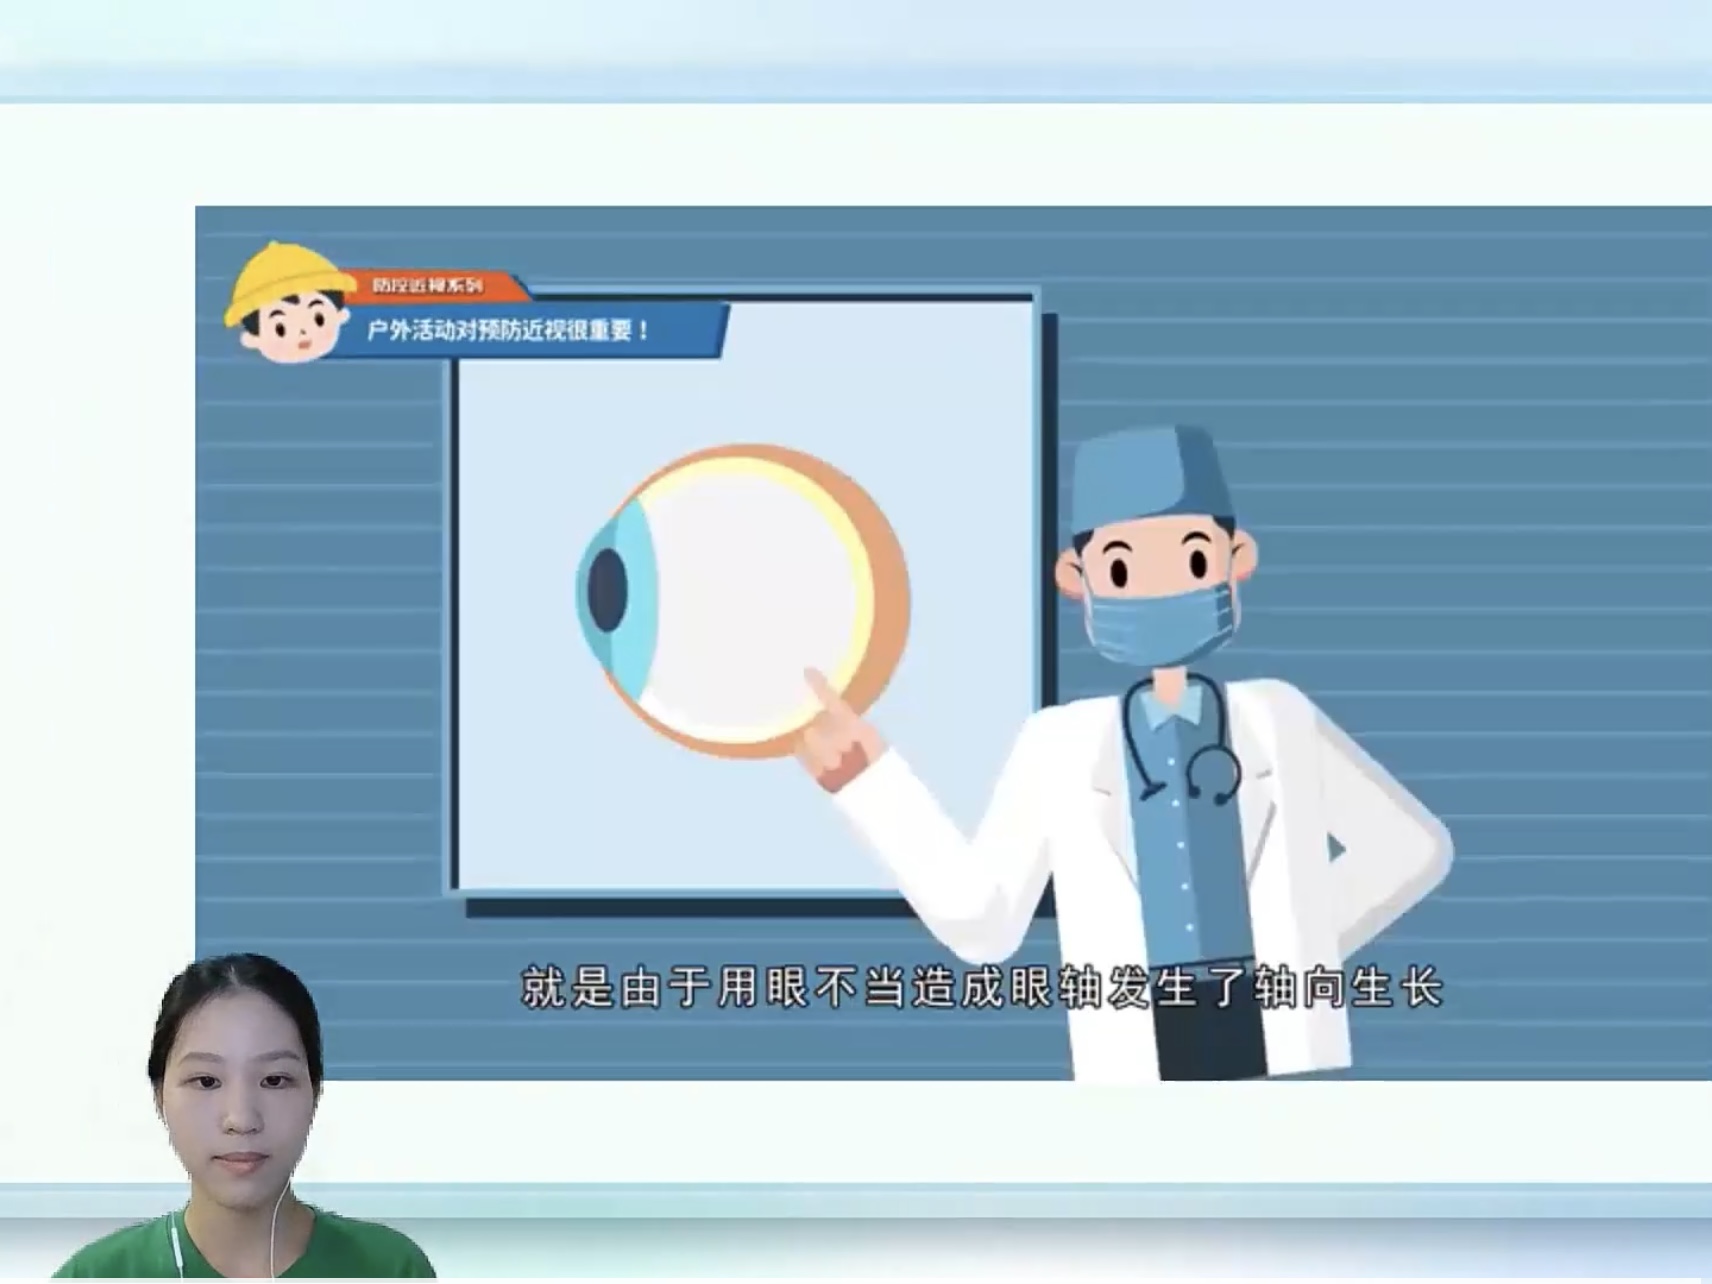 防控近视系列
户外活动对预防近视很重要！
就是由于用眼不当造成眼轴发生了轴向生长